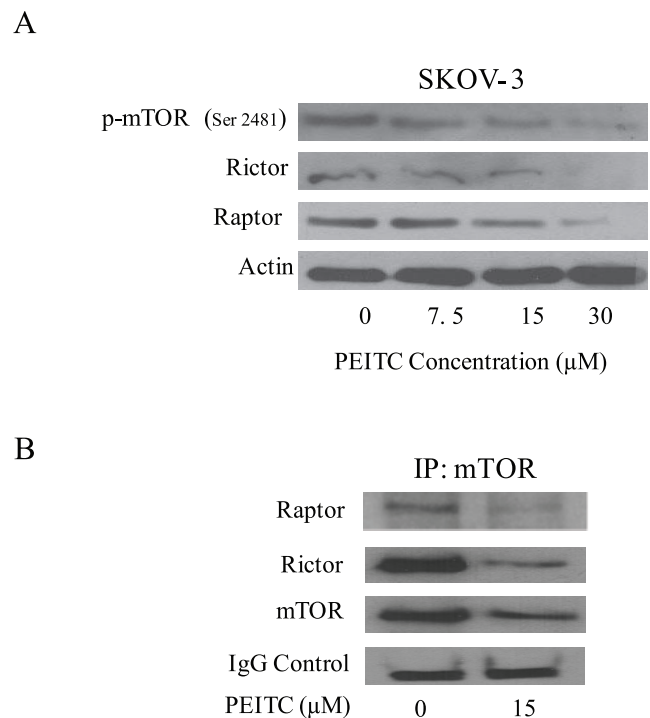 A
SKOV-3
p-mTOR (Ser 2481)
Rictor
Raptor
Actin
0 7.5 15 30
PEITC Concentration (µM)
B
IP: mTOR
Raptor
Rictor
mTOR
IgG Control
PEITC (µM) 0 15